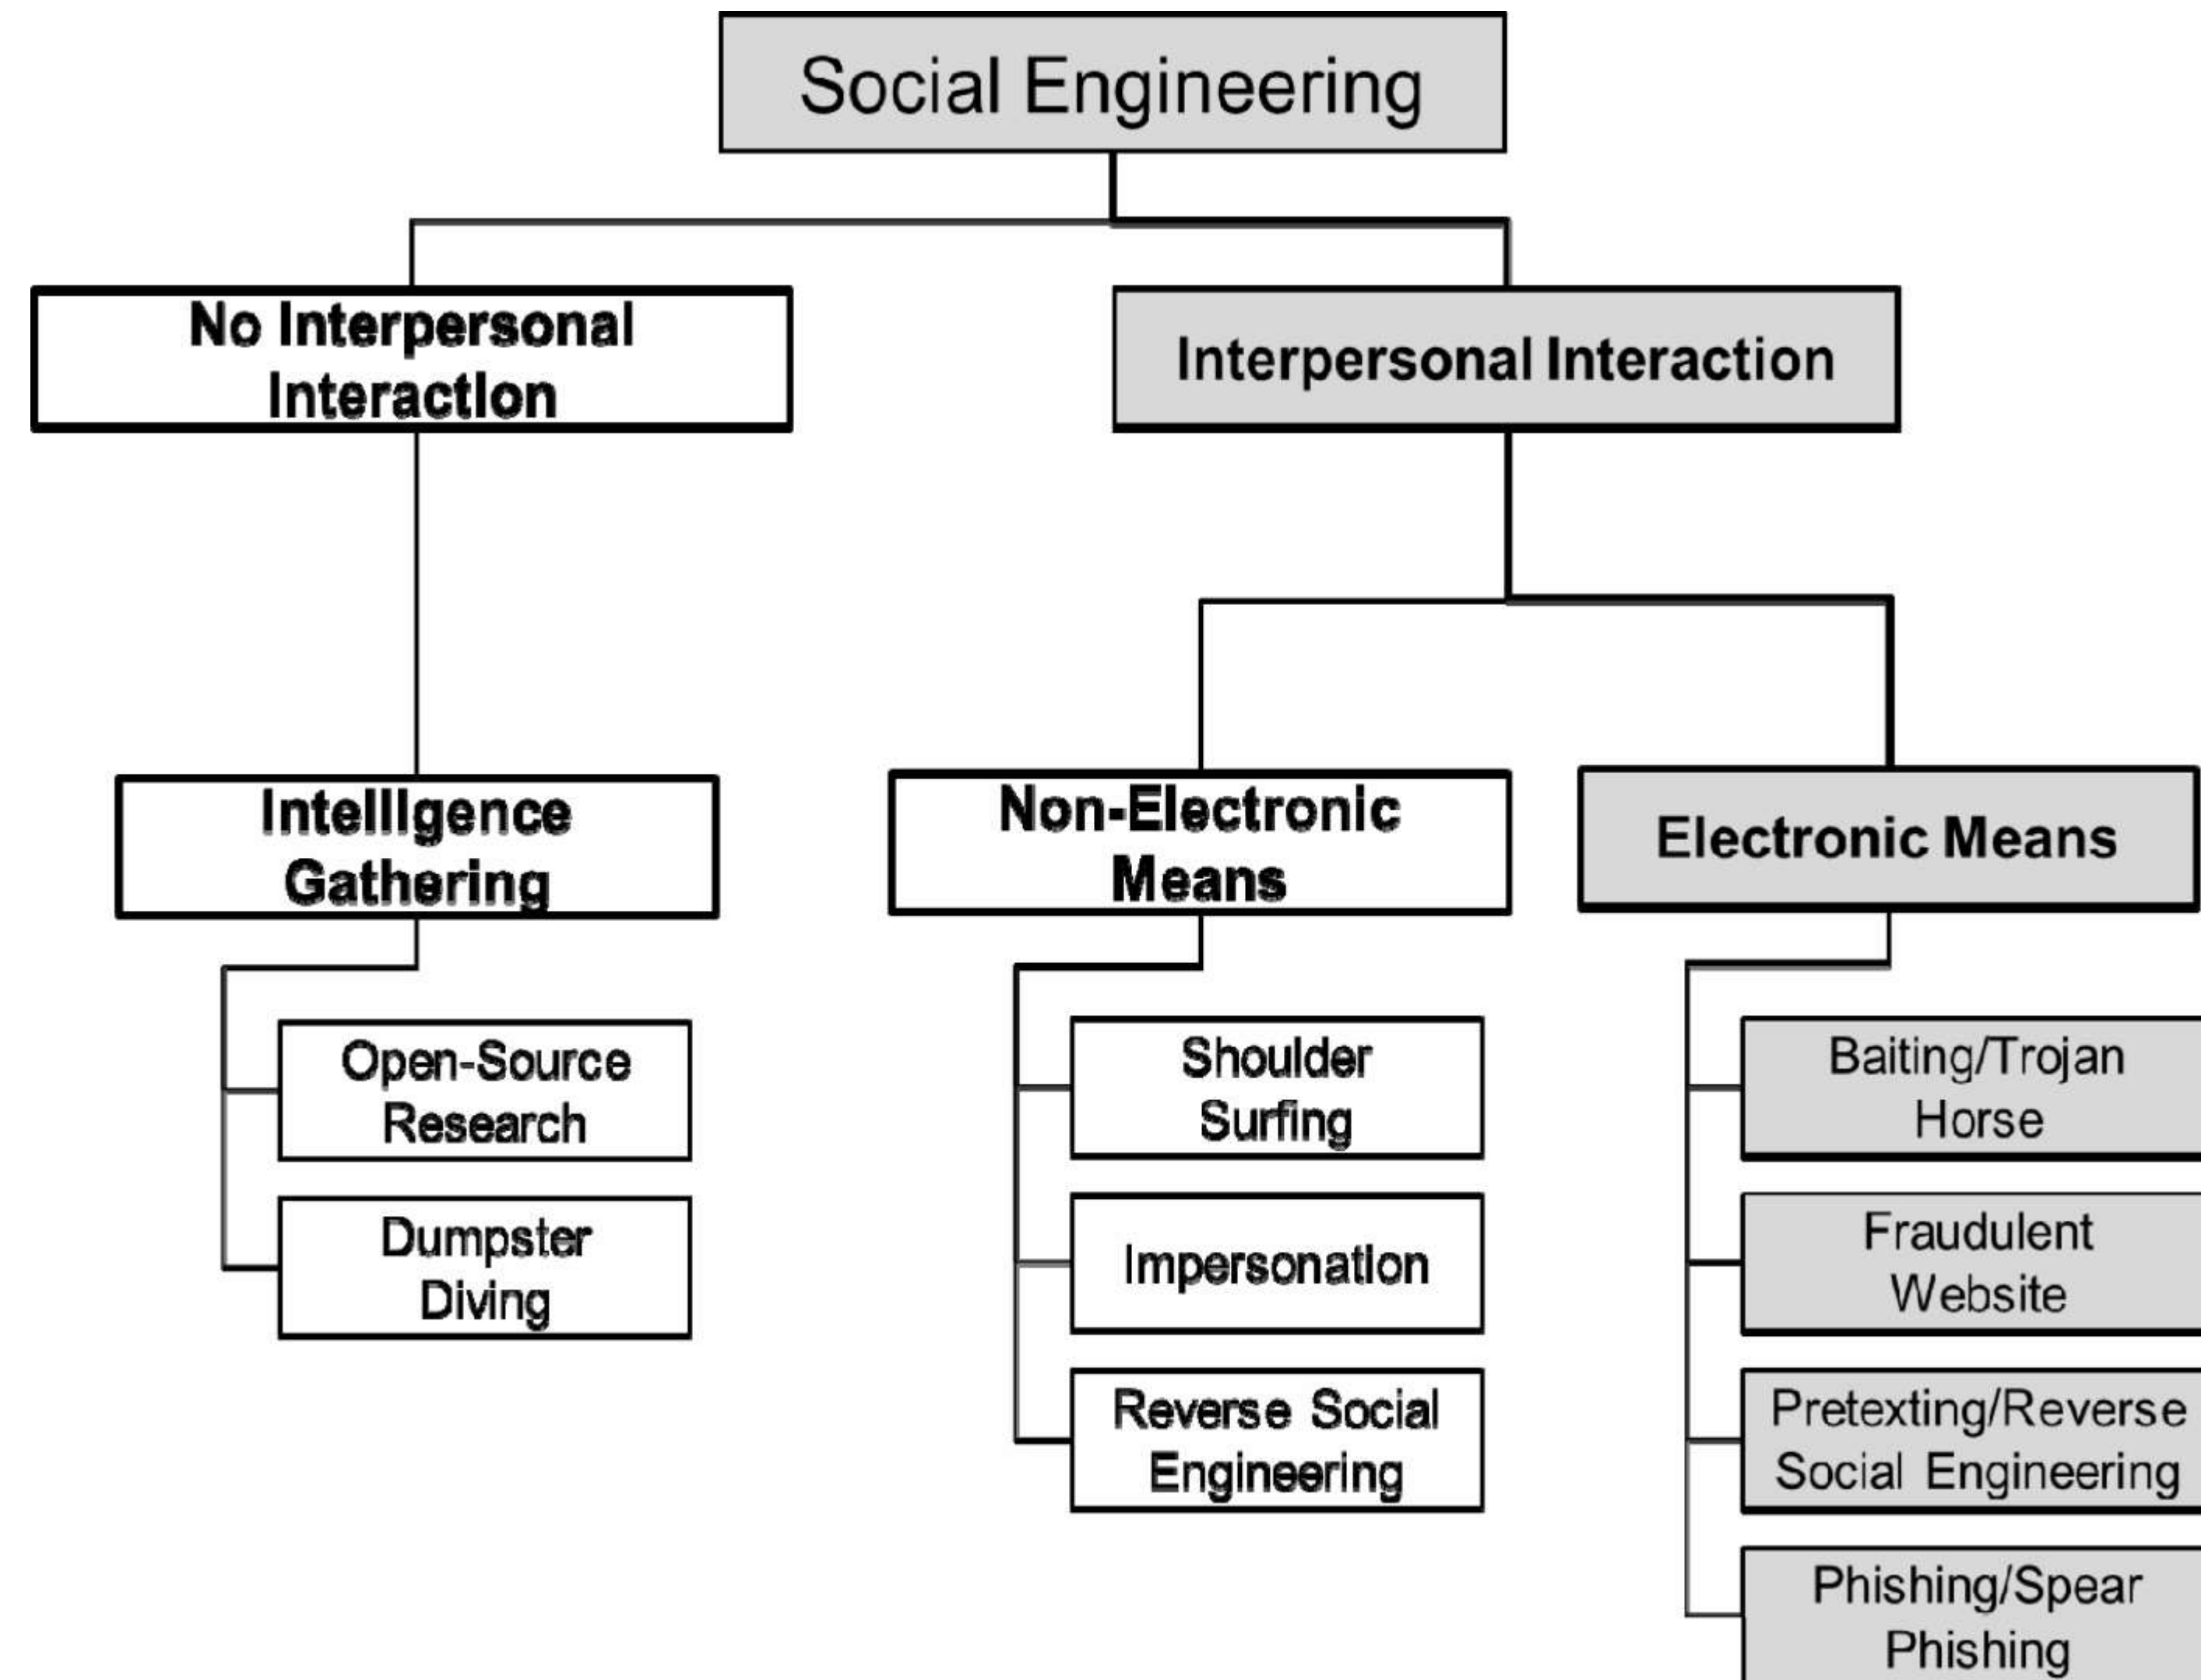 Social Engineering
No Interpersonal
Interaction
Interpersonal Interaction
Intelligence
Gathering
Non-Electronic
Means
Electronic Means
Open-Source
Research
Dumpster
Diving
Shoulder
Surfing
Impersonation
Reverse Social
Engineering
Baiting/Trojan
Horse
Fraudulent
Website
Pretexting/Reverse
Social Engineering
Phishing/Spear
Phishing